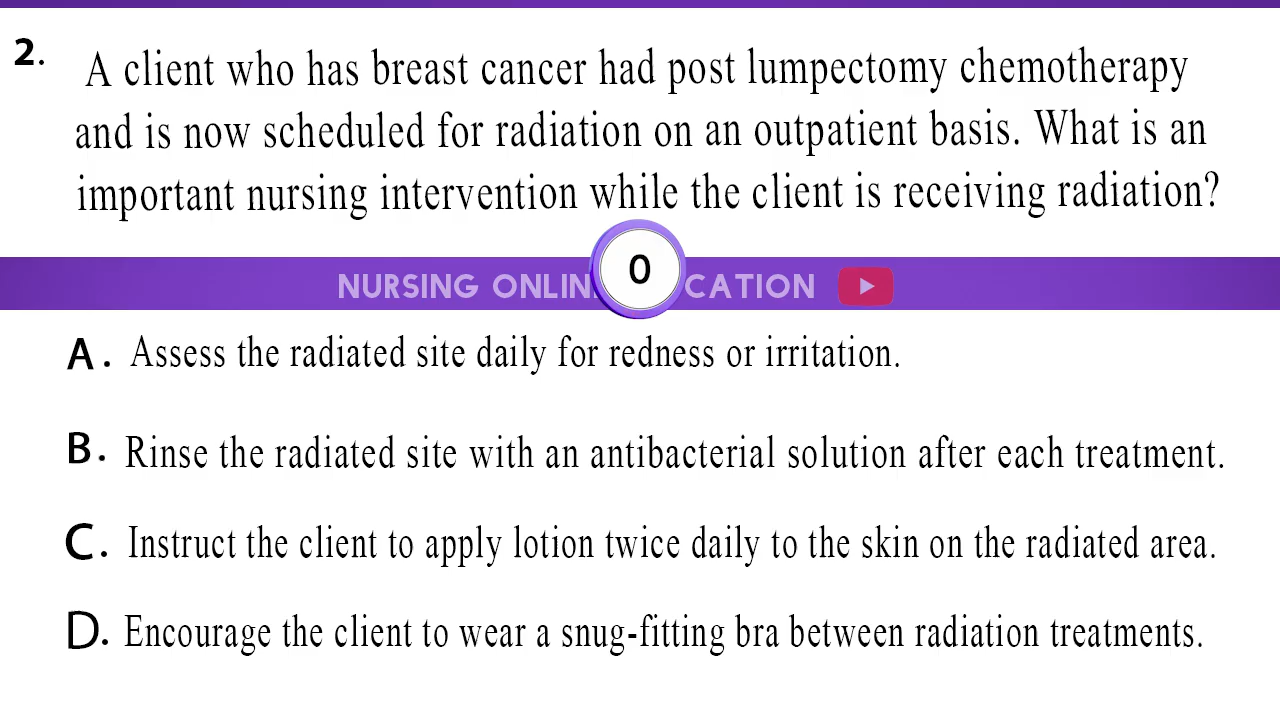 2.
A client who has breast cancer had post lumpectomy chemotherapy
and is now scheduled for radiation on an outpatient basis. What is an
important nursing intervention while the client is receiving radiation?
0
NURSING ONLIN CATION
A. Assess the radiated site daily for redness or irritation.
B. Rinse the radiated site with an antibacterial solution after each treatment.
C. Instruct the client to apply lotion twice daily to the skin on the radiated area.
D. Encourage the client to wear a snug-fitting bra between radiation treatments.